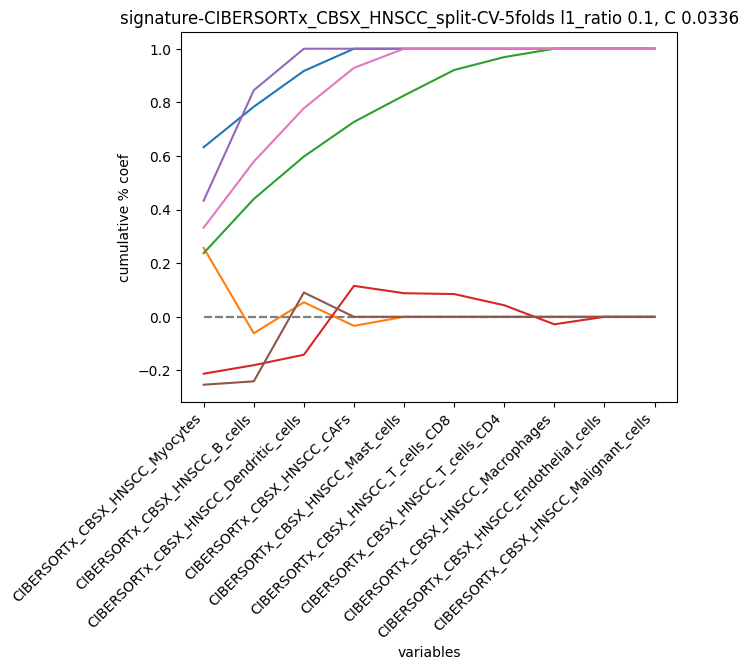 signature-CIBERSORTx_CBSX_HNSCC_split-CV-5folds l1_ratio 0.1, C 0.0336
1.0
0.8
0.6
0.4
0.2
0.0
−0.2
cumulative % coef
CIBERSORTx_CBSX_HNSCC_Myocytes
CIBERSORTx_CBSX_HNSCC_B_cells
CIBERSORTx_CBSX_HNSCC_Dendritic_cells
CIBERSORTx_CBSX_HNSCC_CAFs
CIBERSORTx_CBSX_HNSCC_Mast_cells
CIBERSORTx_CBSX_HNSCC_T_cells_CD8
CIBERSORTx_CBSX_HNSCC_T_cells_CD4
CIBERSORTx_CBSX_HNSCC_Macrophages
CIBERSORTx_CBSX_HNSCC_Endothelial_cells
CIBERSORTx_CBSX_HNSCC_Malignant_cells
variables